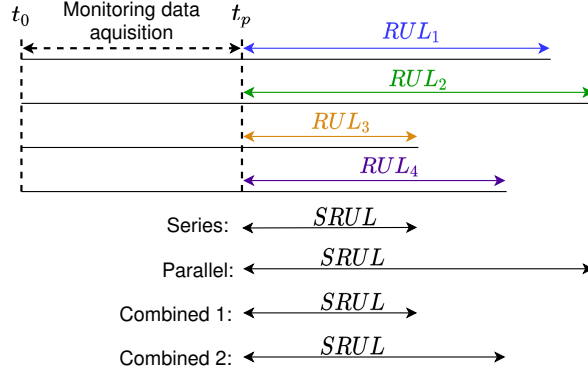 t₀ Monitoring data aquisition tₚ RUL₁
RUL₂
RUL₃
RUL₄
Series: SRUL
Parallel: SRUL
Combined 1: SRUL
Combined 2: SRUL